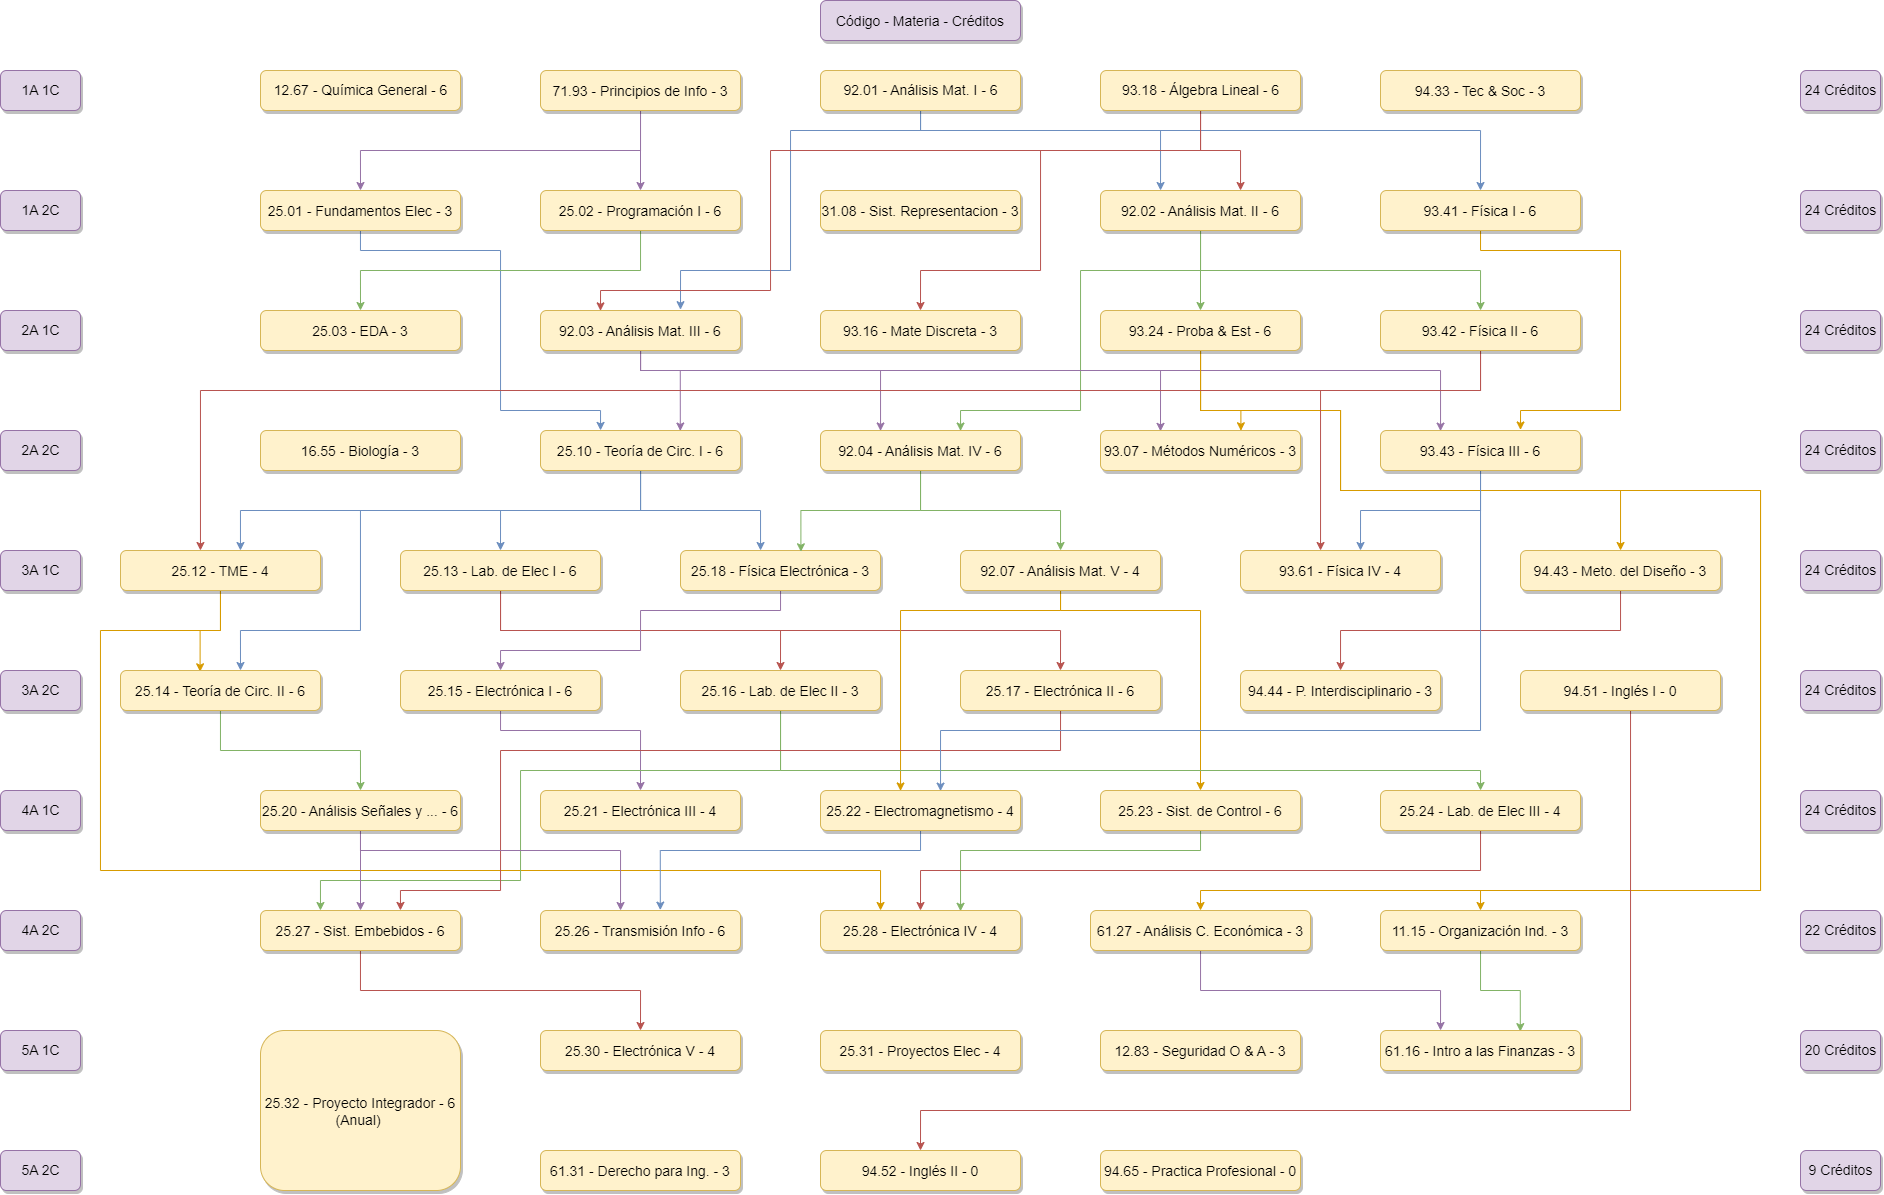 Código - Materia - Créditos
1A 1C
12.67 - Química General - 6
71.93 - Principios de Info - 3
92.01 - Análisis Mat. I - 6
93.18 - Álgebra Lineal - 6
94.33 - Tec & Soc - 3
24 Créditos
1A 2C
25.01 - Fundamentos Elec - 3
25.02 - Programación I - 6
31.08 - Sist. Representacion - 3
92.02 - Análisis Mat. II - 6
93.41 - Física I - 6
24 Créditos
2A 1C
25.03 - EDA - 3
92.03 - Análisis Mat. III - 6
93.16 - Mate Discreta - 3
93.24 - Proba & Est - 6
93.42 - Física II - 6
24 Créditos
2A 2C
16.55 - Biología - 3
25.10 - Teoría de Circ. I - 6
92.04 - Análisis Mat. IV - 6
93.07 - Métodos Numéricos - 3
93.43 - Física III - 6
24 Créditos
3A 1C
25.12 - TME - 4
25.13 - Lab. de Elec I - 6
25.18 - Física Electrónica - 3
92.07 - Análisis Mat. V - 4
93.61 - Física IV - 4
94.43 - Meto. del Diseño - 3
24 Créditos
3A 2C
25.14 - Teoría de Circ. II - 6
25.15 - Electrónica I - 6
25.16 - Lab. de Elec II - 3
25.17 - Electrónica II - 6
94.44 - P. Interdisciplinario - 3
94.51 - Inglés I - 0
24 Créditos
4A 1C
25.20 - Análisis Señales y ... - 6
25.21 - Electrónica III - 4
25.22 - Electromagnetismo - 4
25.23 - Sist. de Control - 6
25.24 - Lab. de Elec III - 4
24 Créditos
4A 2C
25.27 - Sist. Embebidos - 6
25.26 - Transmisión Info - 6
25.28 - Electrónica IV - 4
61.27 - Análisis C. Económica - 3
11.15 - Organización Ind. - 3
22 Créditos
5A 1C
25.32 - Proyecto Integrador - 6
(Anual)
25.30 - Electrónica V - 4
25.31 - Proyectos Elec - 4
12.83 - Seguridad O & A - 3
61.16 - Intro a las Finanzas - 3
20 Créditos
5A 2C
61.31 - Derecho para Ing. - 3
94.52 - Inglés II - 0
94.65 - Practica Profesional - 0
9 Créditos